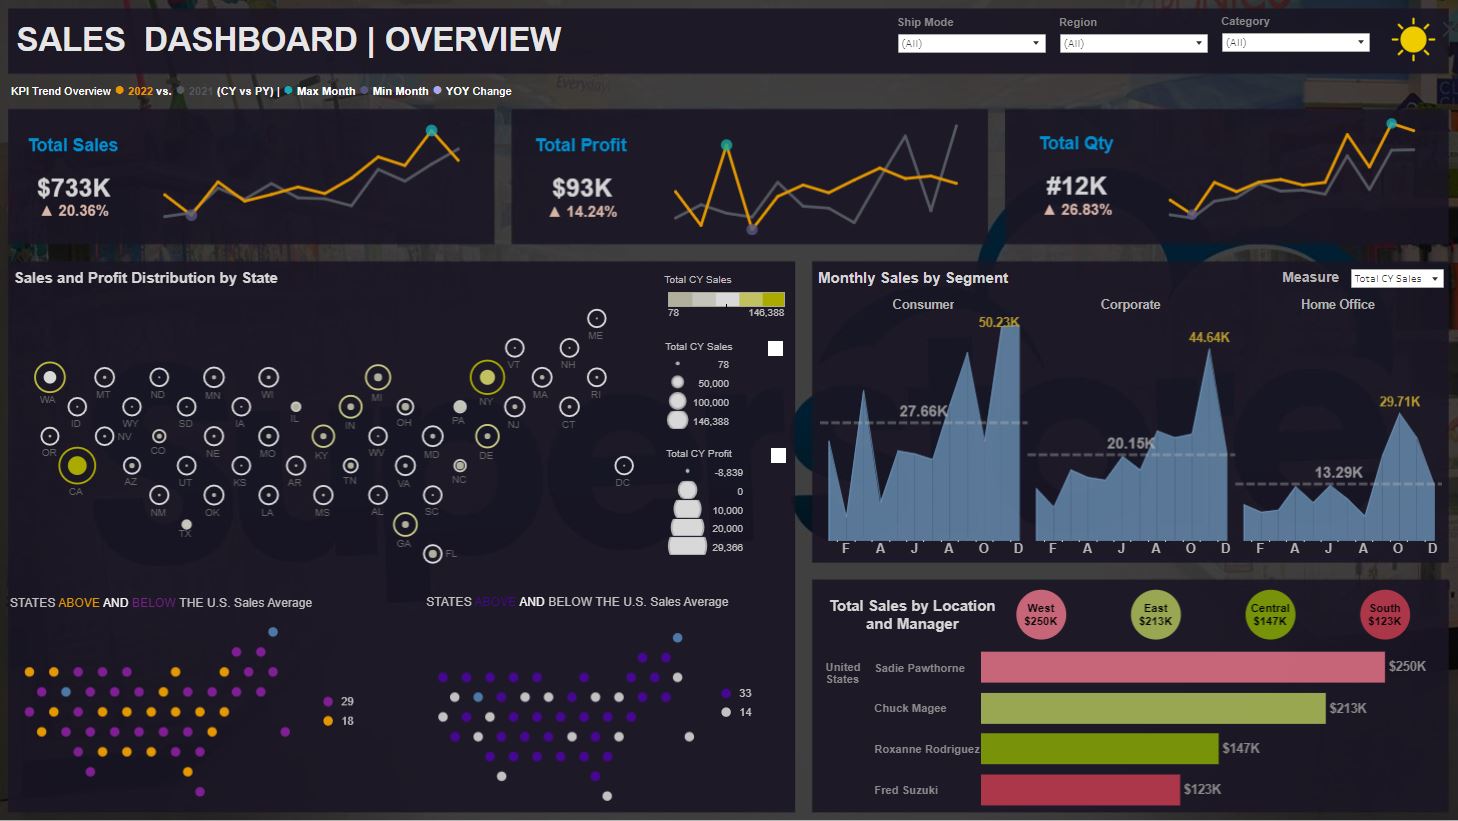 SALES DASHBOARD | OVERVIEW
Ship Mode
(All)
Region
(All)
Category
(All)
KPI Trend Overview 2022 vs. 2021 (CY vs PY) | Max Month Min Month YOY Change
Everyday!
Total Sales
$733K
▲ 20.36%
Total Profit
$93K
▲ 14.24%
Total Qty
#12K
▲ 26.83%
Sales and Profit Distribution by State
ME
VT
NH
WA
MT
ND
MN
WI
MI
NY
MA
RI
ID
WY
SD
IA
IL
IN
OH
PA
NJ
CT
OR
NV
CO
NE
MO
KY
WV
MD
DE
CA
AZ
UT
KS
AR
TN
VA
NC
DC
NM
OK
LA
MS
AL
SC
TX
GA
FL
Total CY Sales
78 146,388
Total CY Sales
78
50,000
100,000
146,388
Total CY Profit
-8,839
0
10,000
20,000
29,366
STATES ABOVE AND BELOW THE U.S. Sales Average
29
18
STATES ABOVE AND BELOW THE U.S. Sales Average
33
14
Monthly Sales by Segment
Measure
Total CY Sales
Consumer
Corporate
Home Office
50.23K
27.66K
44.64K
20.15K
29.71K
13.29K
F A J A O D
F A J A O D
F A J A O D
Total Sales by Location
and Manager
West
$250K
East
$213K
Central
$147K
South
$123K
United
States
Sadie Pawthorne $250K
Chuck Magee $213K
Roxanne Rodriguez $147K
Fred Suzuki $123K